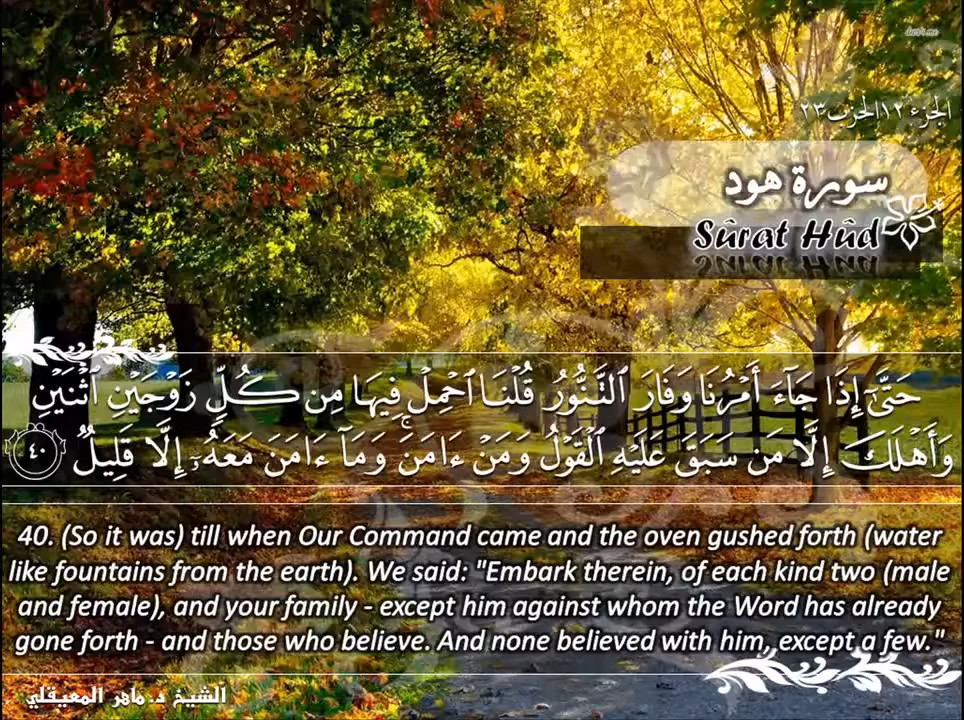 الجزء ١٢ الحزب ٢٣
سورة هود
Sûrat Hûd
حَتَّىٰٓ إِذَا جَآءَ أَمْرُنَا وَفَارَ ٱلتَّنُّورُ قُلْنَا ٱحْمِلْ فِيهَا مِن كُلٍّ زَوْجَيْنِ ٱثْنَيْنِ
وَأَهْلَكَ إِلَّا مَن سَبَقَ عَلَيْهِ ٱلْقَوْلُ وَمَنْ ءَامَنَ ۚ وَمَآ ءَامَنَ مَعَهُۥٓ إِلَّا قَلِيلٌ ٤٠
40. (So it was) till when Our Command came and the oven gushed forth (water
like fountains from the earth). We said: "Embark therein, of each kind two (male
and female), and your family - except him against whom the Word has already
gone forth - and those who believe. And none believed with him, except a few."
الشيخ د. ماهر المعيقلي